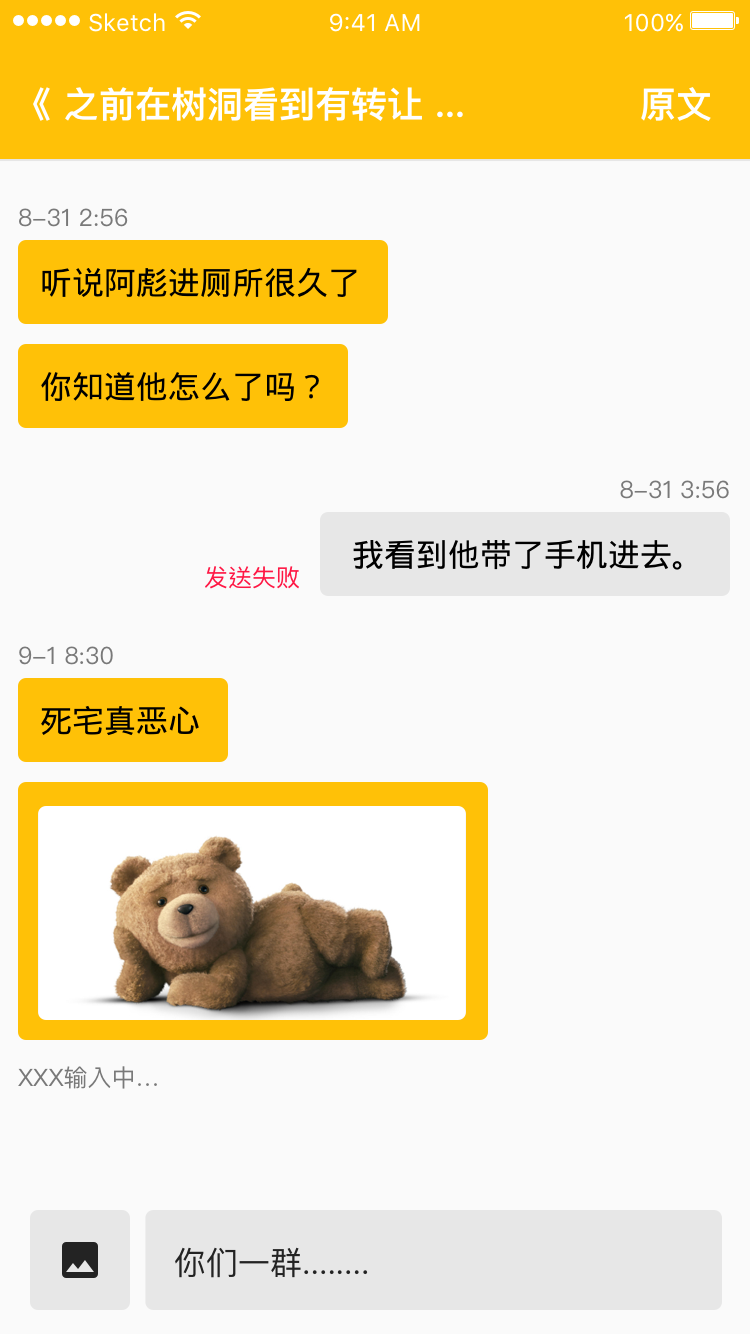 Sketch 9:41 AM 100%
《 之前在树洞看到有转让 ... 原文
8-31 2:56
听说阿彪进厕所很久了
你知道他怎么了吗？
8-31 3:56
发送失败 我看到他带了手机进去。
9-1 8:30
死宅真恶心
XXX输入中…
你们一群........